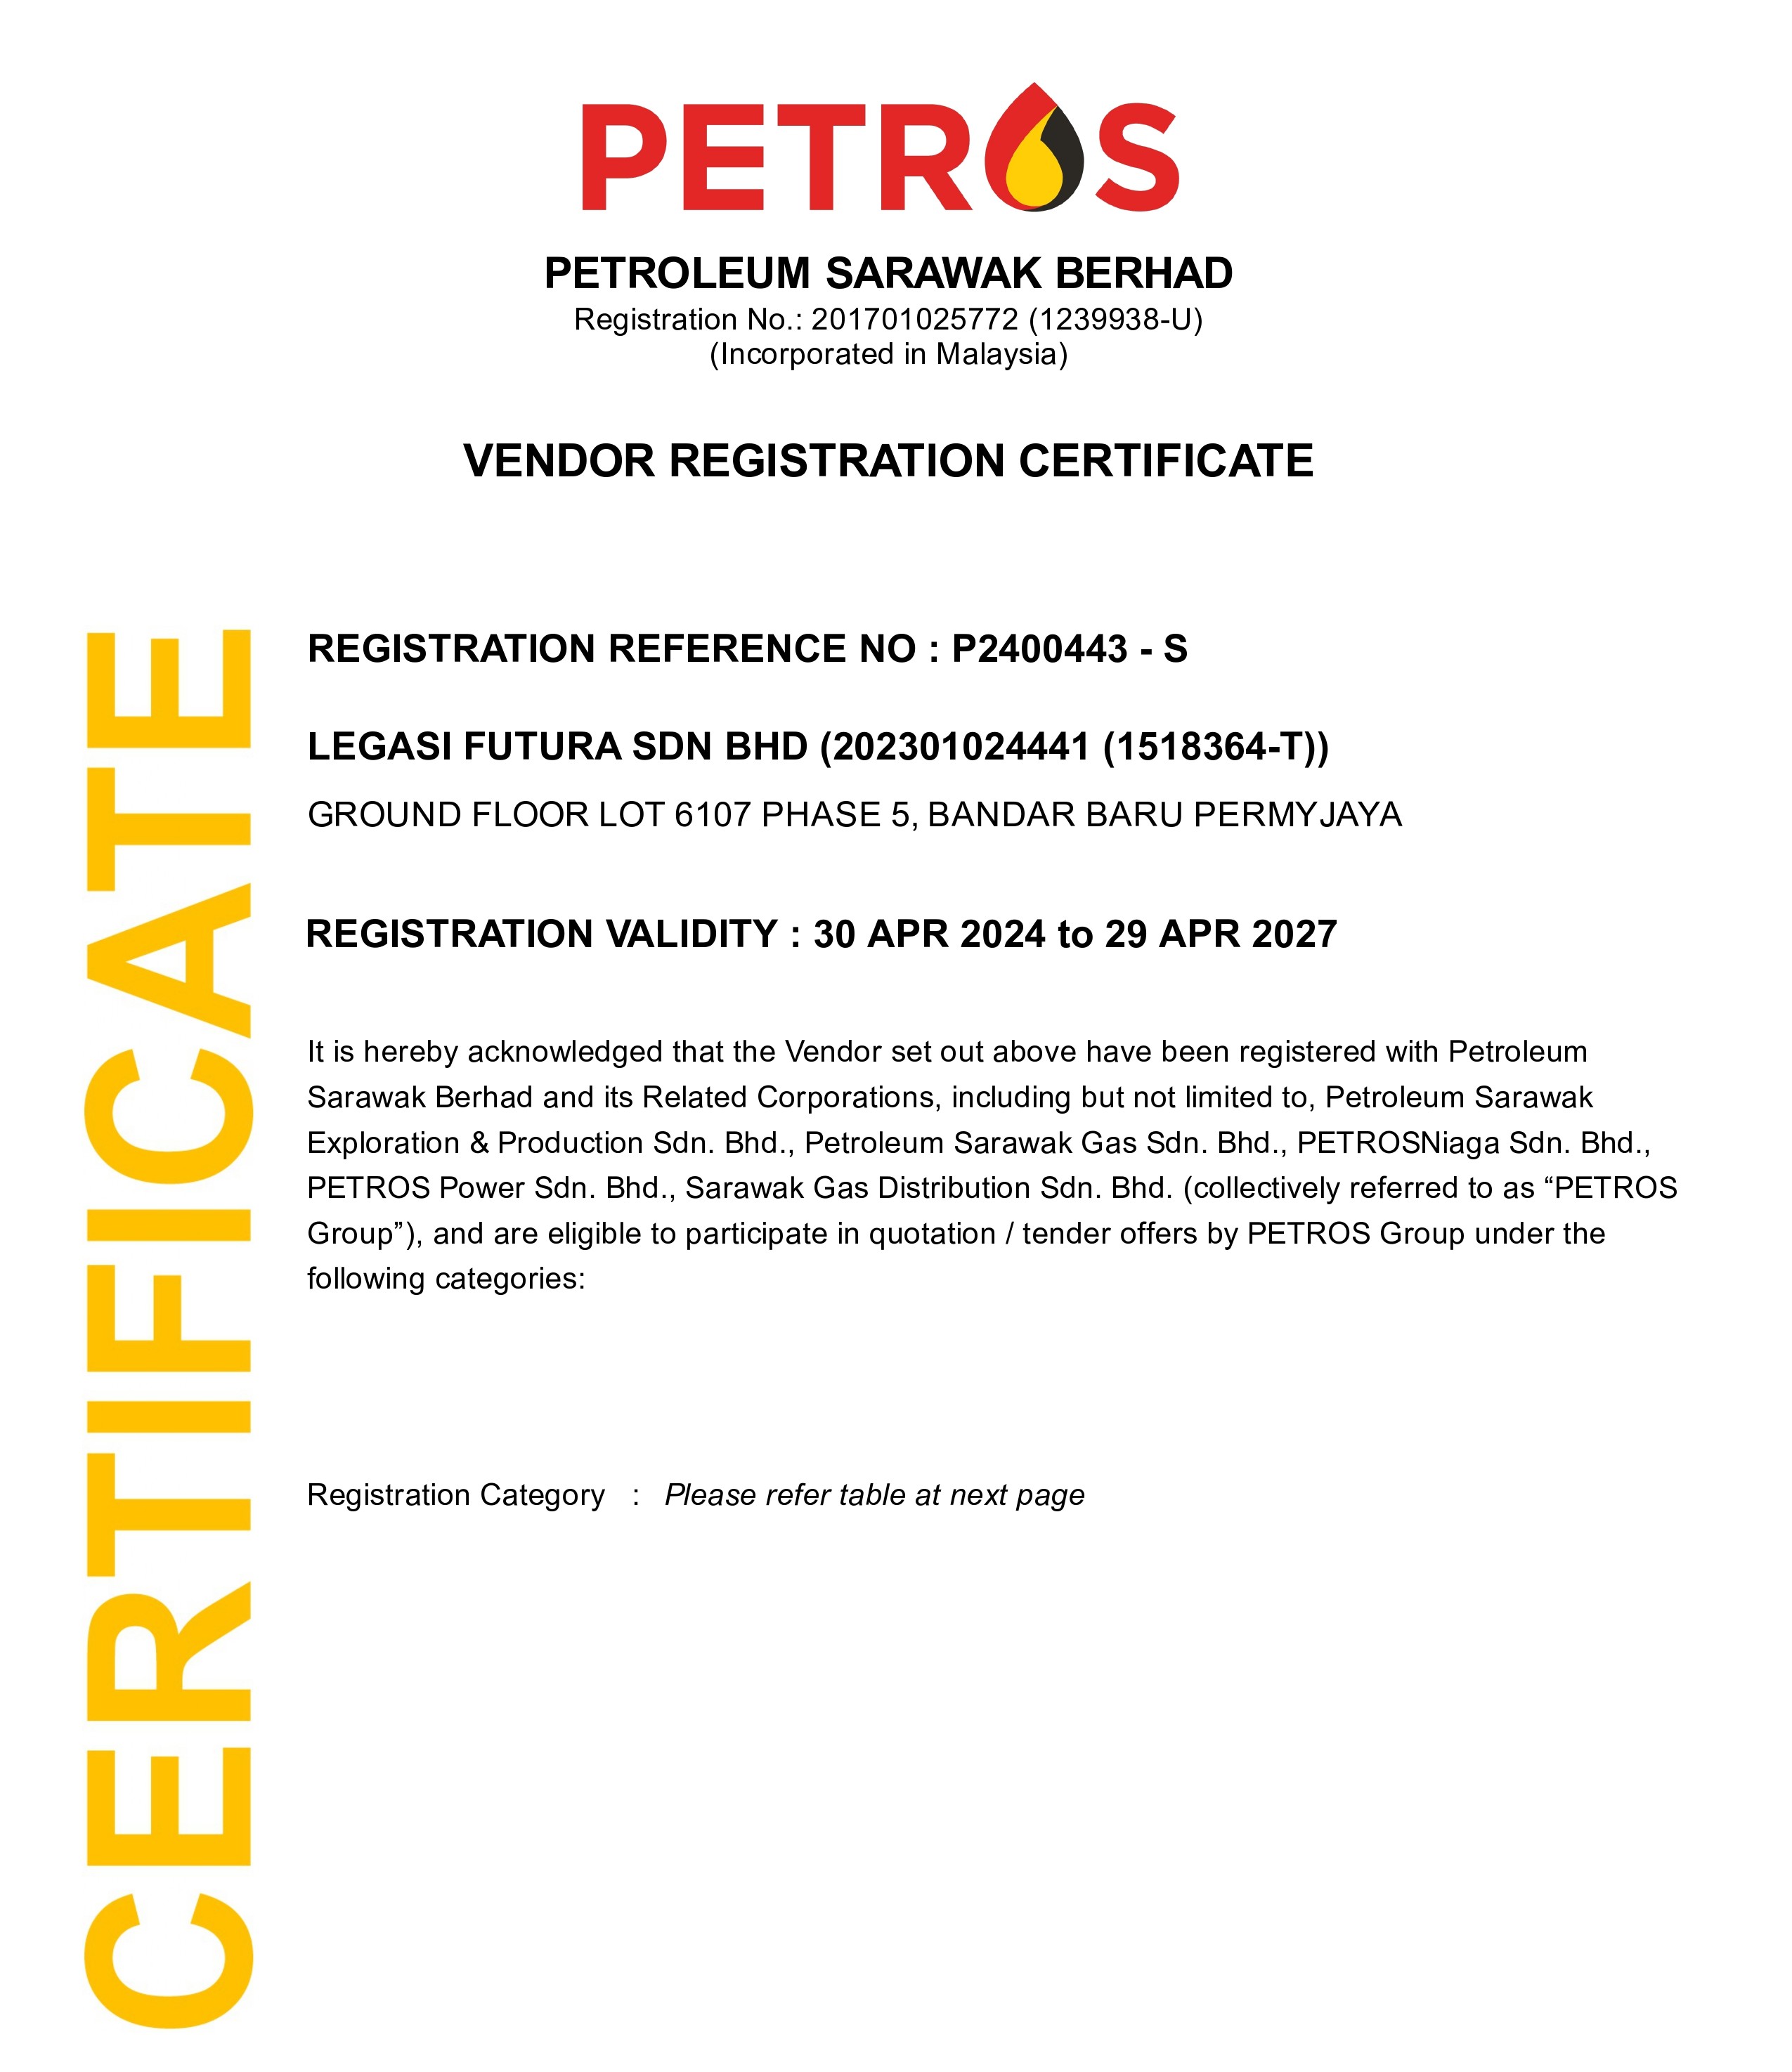 PETROS
PETROLEUM SARAWAK BERHAD
Registration No.: 201701025772 (1239938-U)
(Incorporated in Malaysia)
VENDOR REGISTRATION CERTIFICATE
CERTIFICATE
REGISTRATION REFERENCE NO : P2400443 - S
LEGASI FUTURA SDN BHD (202301024441 (1518364-T))
GROUND FLOOR LOT 6107 PHASE 5, BANDAR BARU PERMYJAYA
REGISTRATION VALIDITY : 30 APR 2024 to 29 APR 2027
It is hereby acknowledged that the Vendor set out above have been registered with Petroleum
Sarawak Berhad and its Related Corporations, including but not limited to, Petroleum Sarawak
Exploration & Production Sdn. Bhd., Petroleum Sarawak Gas Sdn. Bhd., PETROSNiaga Sdn. Bhd.,
PETROS Power Sdn. Bhd., Sarawak Gas Distribution Sdn. Bhd. (collectively referred to as “PETROS
Group”), and are eligible to participate in quotation / tender offers by PETROS Group under the
following categories:
Registration Category : Please refer table at next page